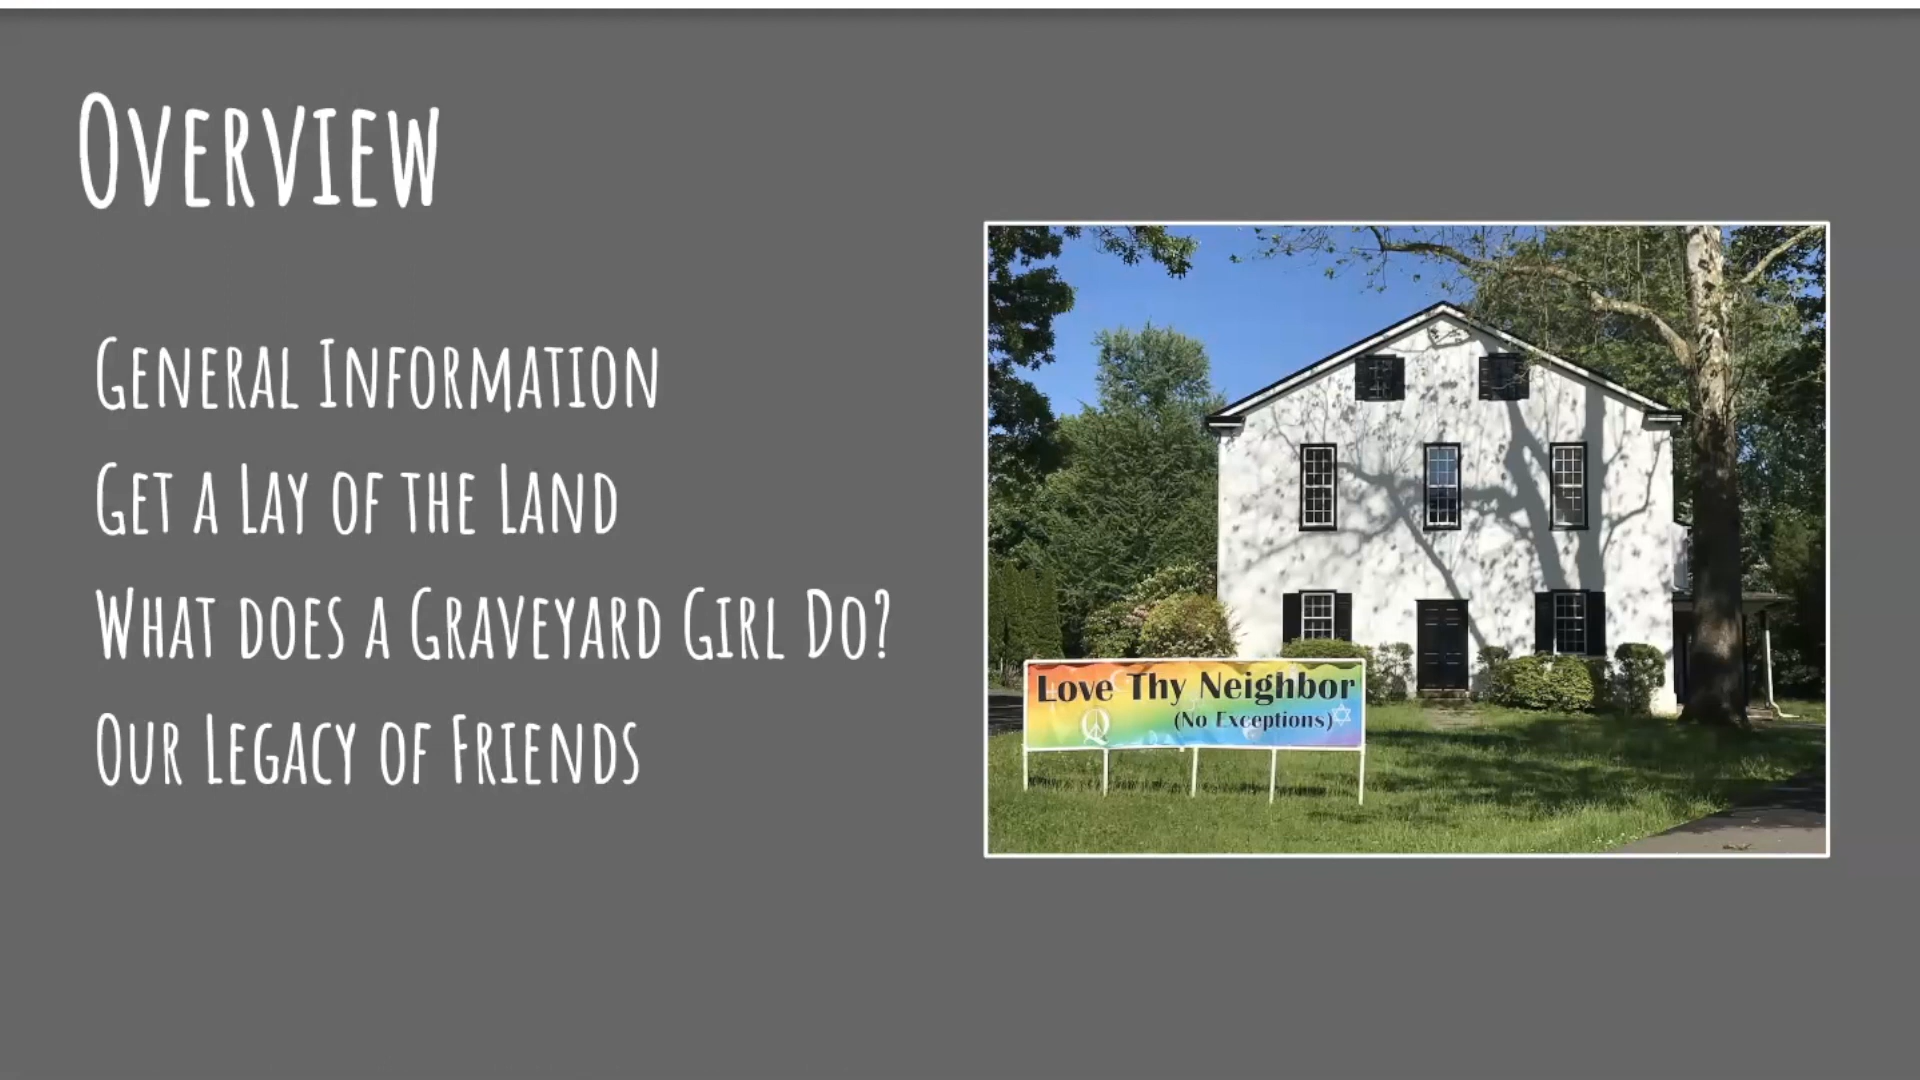 Overview
General Information
Get a Lay of the Land
What does a Graveyard Girl Do?
Our Legacy of Friends
Love Thy Neighbor
(No Exceptions)
Q